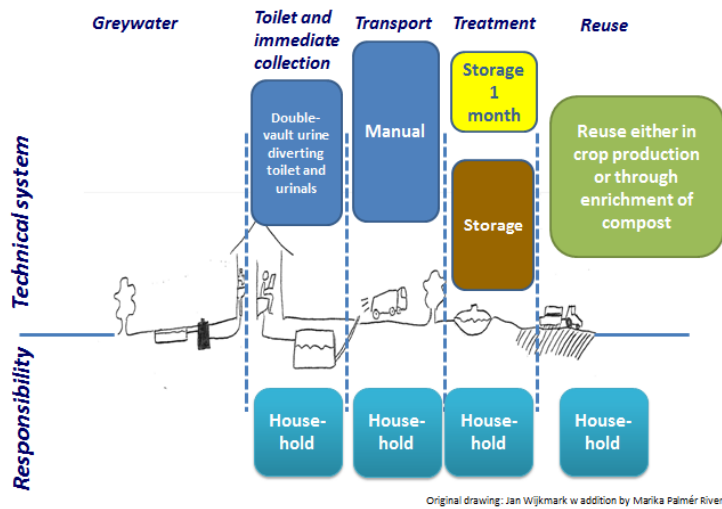 Greywater
Toilet and
immediate
collection
Transport
Treatment
Reuse
Technical system
Double-
vault urine
diverting
toilet and
urinals
Manual
Storage
1
month
Storage
Reuse either in
crop production
or through
enrichment of
compost
Responsibility
House-
hold
House-
hold
House-
hold
House-
hold
Original drawing: Jan Wijkmark w addition by Marika Palmér River